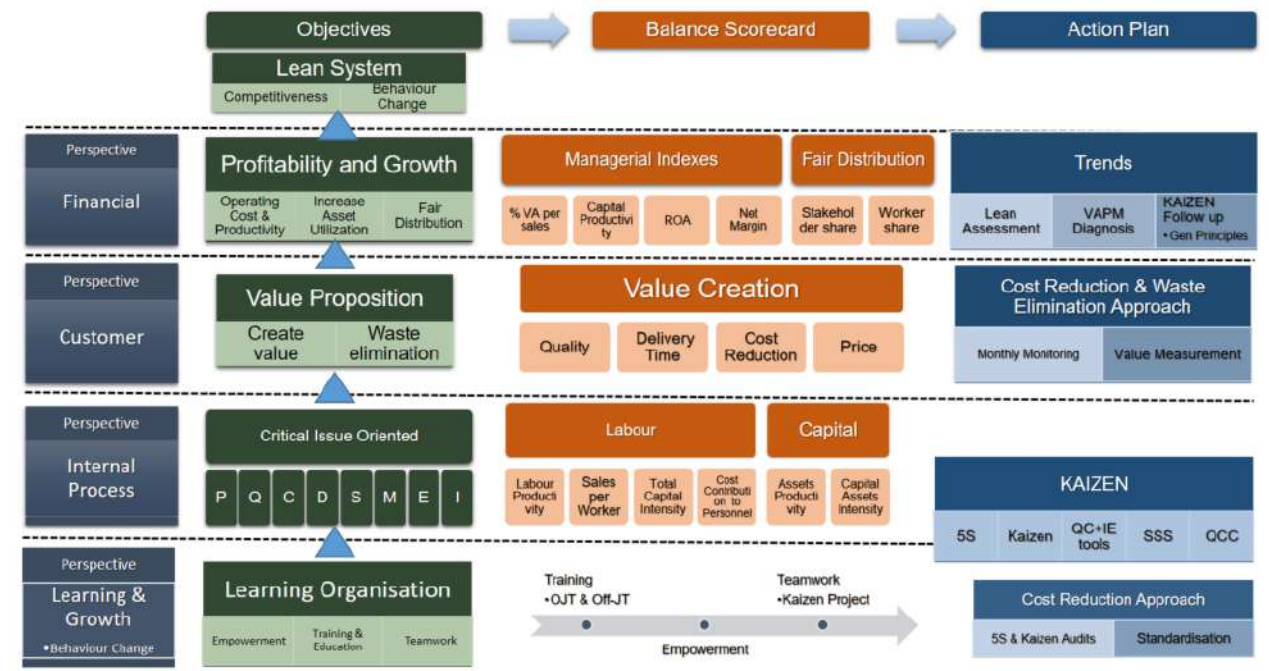 Objectives
Balance Scorecard
Action Plan
Lean System
Competitiveness
Behaviour
Change
Perspective
Financial
Profitability and Growth
Operating
Cost &
Productivity
Increase
Asset
Utilization
Fair
Distribution
Managerial Indexes
Fair Distribution
% VA per
sales
Capital
Productivi
ty
ROA
Net
Margin
Stakehol
der share
Worker
share
Trends
Lean
Assessment
VAPM
Diagnosis
KAIZEN
Follow up
•Gen Principles
Perspective
Customer
Value Proposition
Create
value
Waste
elimination
Value Creation
Quality
Delivery
Time
Cost
Reduction
Price
Cost Reduction & Waste
Elimination Approach
Monthly Monitoring
Value Measurement
Perspective
Internal
Process
Critical Issue Oriented
P Q C D S M E I
Labour
Capital
Labour
Producti
vity
Sales
per
Worker
Total
Capital
Intensity
Cost
Contributi
on to
Personnel
Assets
Producti
vity
Capital
Assets
Intensity
KAIZEN
5S
Kaizen
QC+IE
tools
SSS
QCC
Perspective
Learning &
Growth
•Behaviour Change
Learning Organisation
Empowerment
Training &
Education
Teamwork
Training
•OJT & Off-JT
Teamwork
•Kaizen Project
Empowerment
Cost Reduction Approach
5S & Kaizen Audits
Standardisation